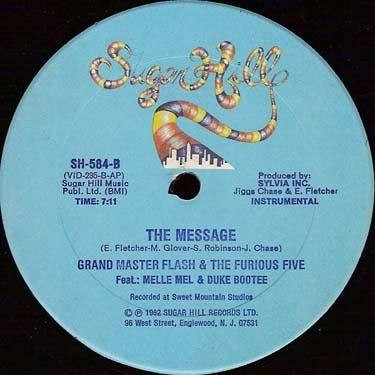 Sugar Hill
SH-584-B
(VID-235-B-AP)
Sugar Hill Music
Publ. Ltd. (BMI)
TIME: 7:11
Produced by:
SYLVIA INC.
Jiggs Chase & E. Fletcher
INSTRUMENTAL
THE MESSAGE
(E. Fletcher-M. Glover-S. Robinson-J. Chase)
GRAND MASTER FLASH & THE FURIOUS FIVE
Feat.: MELLE MEL & DUKE BOOTEE
Recorded at Sweet Mountain Studios
© ℗ 1982 SUGAR HILL RECORDS LTD.
96 West Street, Englewood, N. J. 07531